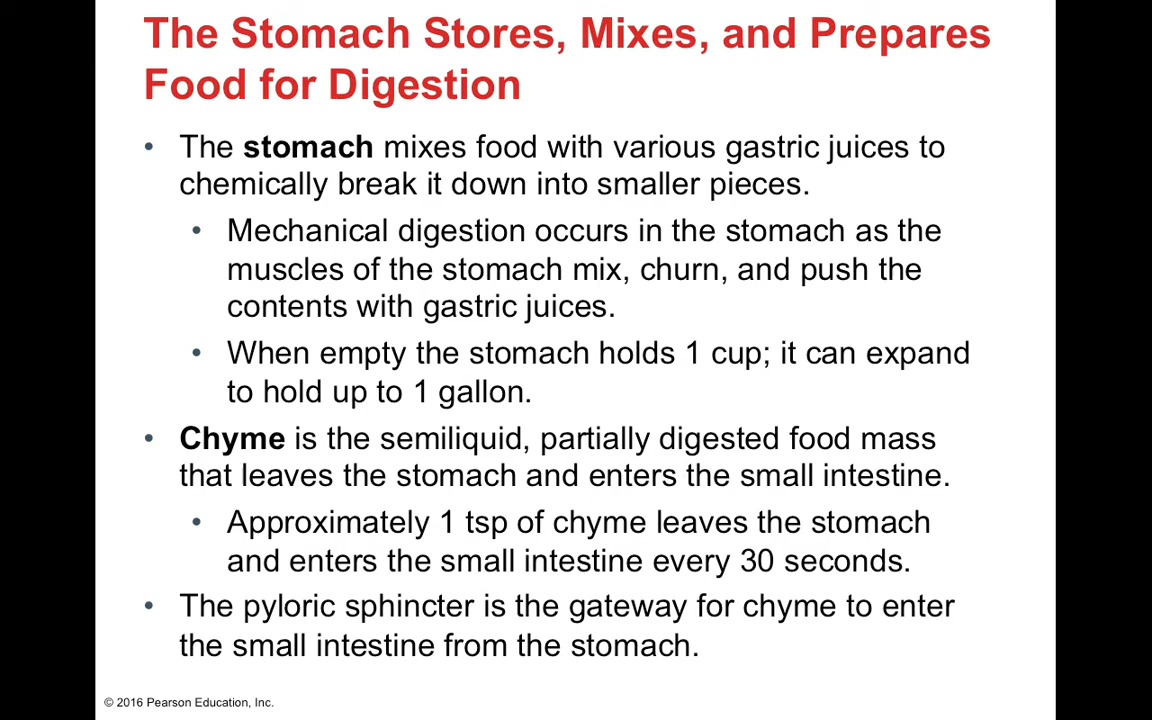 The Stomach Stores, Mixes, and Prepares
Food for Digestion
• The stomach mixes food with various gastric juices to
chemically break it down into smaller pieces.
• Mechanical digestion occurs in the stomach as the
muscles of the stomach mix, churn, and push the
contents with gastric juices.
• When empty the stomach holds 1 cup; it can expand
to hold up to 1 gallon.
• Chyme is the semiliquid, partially digested food mass
that leaves the stomach and enters the small intestine.
• Approximately 1 tsp of chyme leaves the stomach
and enters the small intestine every 30 seconds.
• The pyloric sphincter is the gateway for chyme to enter
the small intestine from the stomach.
© 2016 Pearson Education, Inc.